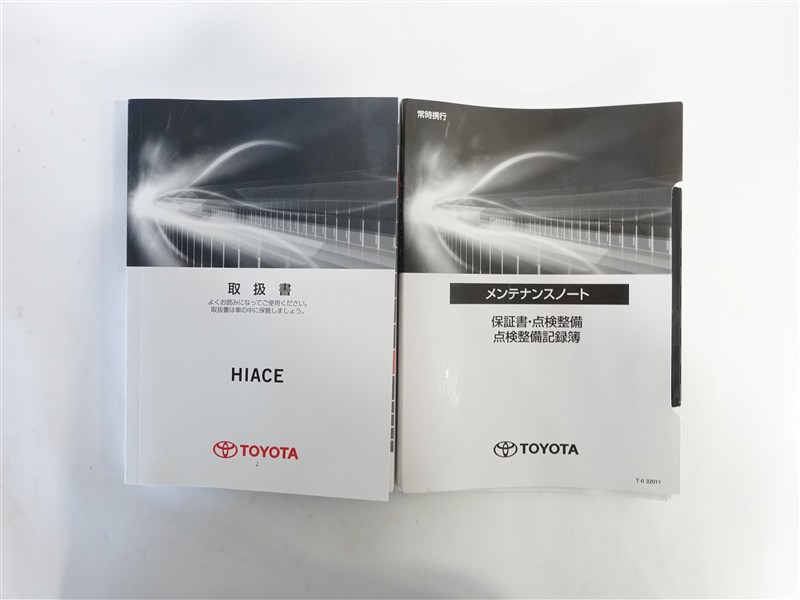 取扱書
よくお読みになってご使用ください。
取扱書は車の中に保管しましょう。
HIACE
TOYOTA
常時携行
メンテナンスノート
保証書・点検整備
点検整備記録簿
TOYOTA
T-0 32011